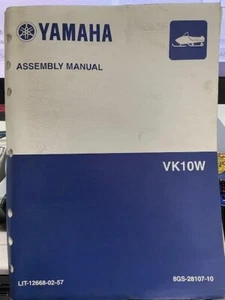 YAMAHA
ASSEMBLY MANUAL
VK10W
LIT-12668-02-57
8GS-28107-10